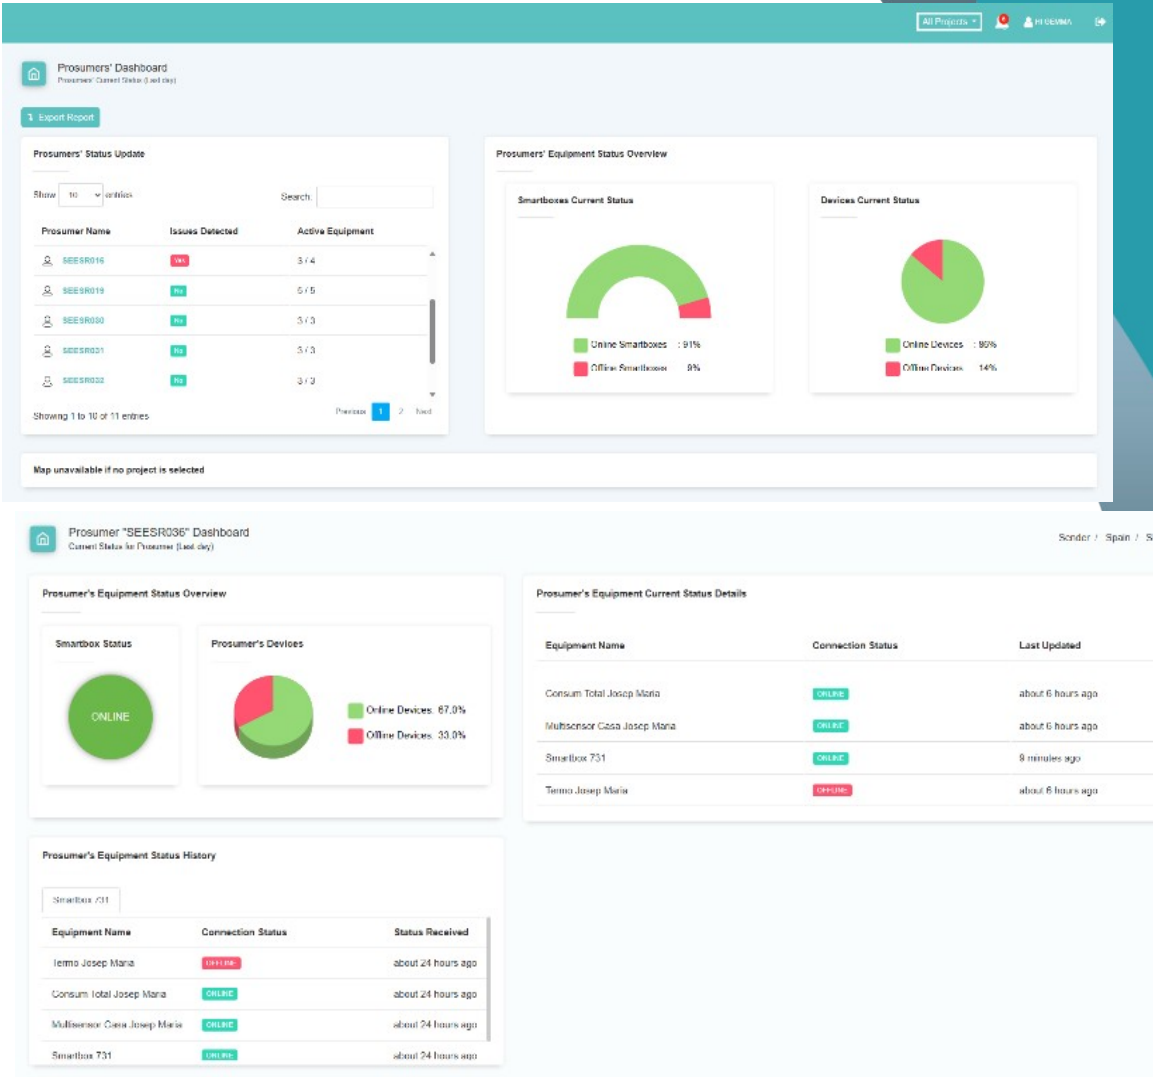 All Projects
HI GEMMA
Prosumers' Dashboard
Prosumers' Current Status (Last day)
Export Report
Prosumers' Status Update
Show 10 entries
Search:
Prosumer Name Issues Detected Active Equipment
SEESR016 Yes 3 / 4
SEESR019 No 5 / 5
SEESR030 No 3 / 3
SEESR031 No 3 / 3
SEESR032 No 3 / 3
Showing 1 to 10 of 11 entries
Previous 1 2 Next
Prosumers' Equipment Status Overview
Smartboxes Current Status
Online Smartboxes : 91%
Offline Smartboxes 9%
Devices Current Status
Online Devices : 86%
Offline Devices 14%
Map unavailable if no project is selected
Prosumer "SEESR036" Dashboard
Current Status for Prosumer (Last day)
Sender / Spain / S
Prosumer's Equipment Status Overview
Smartbox Status
ONLINE
Prosumer's Devices
Online Devices: 67.0%
Offline Devices: 33.0%
Prosumer's Equipment Current Status Details
Equipment Name Connection Status Last Updated
Consum Total Josep Maria ONLINE about 6 hours ago
Multisensor Casa Josep Maria ONLINE about 6 hours ago
Smartbox 731 ONLINE 9 minutes ago
Termo Josep Maria OFFLINE about 6 hours ago
Prosumer's Equipment Status History
Smartbox 731
Equipment Name Connection Status Status Received
Termo Josep Maria OFFLINE about 24 hours ago
Consum Total Josep Maria ONLINE about 24 hours ago
Multisensor Casa Josep Maria ONLINE about 24 hours ago
Smartbox 731 ONLINE about 24 hours ago